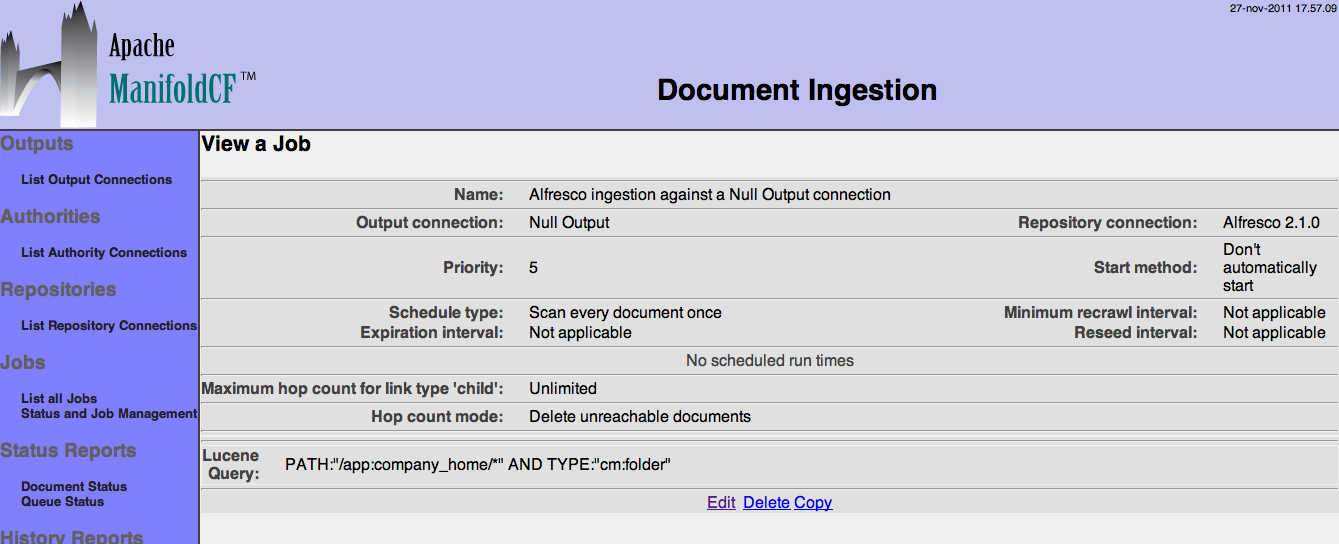 27-nov-2011 17.57.09
Apache
ManifoldCF™
Document Ingestion
Outputs
List Output Connections
Authorities
List Authority Connections
Repositories
List Repository Connections
Jobs
List all Jobs
Status and Job Management
Status Reports
Document Status
Queue Status
History Reports
View a Job
Name: Alfresco ingestion against a Null Output connection
Output connection: Null Output Repository connection: Alfresco 2.1.0
Priority: 5 Start method: Don't
automatically
start
Schedule type: Scan every document once Minimum recrawl interval: Not applicable
Expiration interval: Not applicable Reseed interval: Not applicable
No scheduled run times
Maximum hop count for link type 'child': Unlimited
Hop count mode: Delete unreachable documents
Lucene
Query: PATH:"/app:company_home/*" AND TYPE:"cm:folder"
Edit Delete Copy